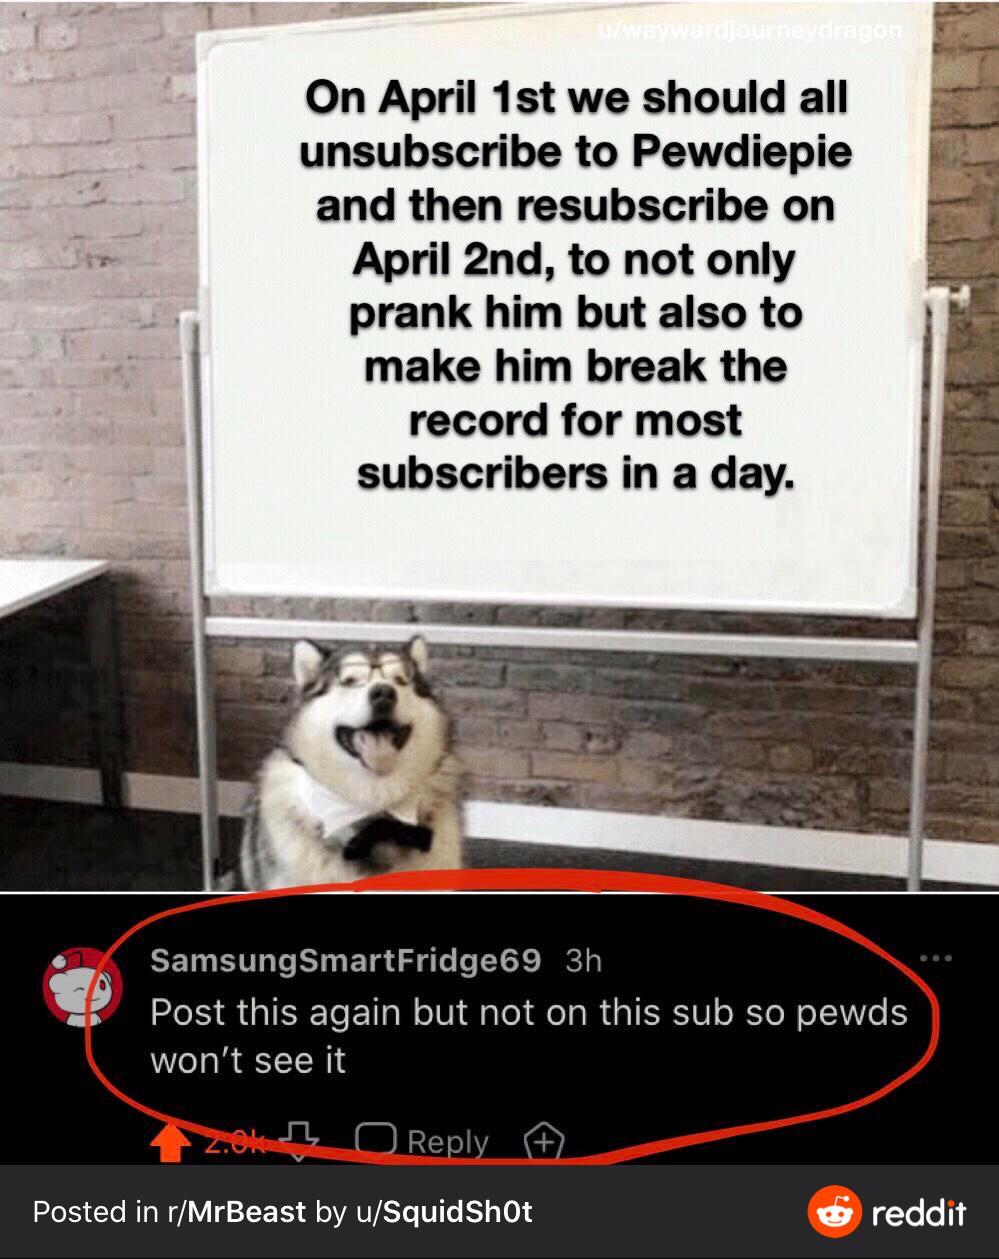 u/waywardjourneydragon
On April 1st we should all
unsubscribe to Pewdiepie
and then resubscribe on
April 2nd, to not only
prank him but also to
make him break the
record for most
subscribers in a day.
SamsungSmartFridge69 3h
Post this again but not on this sub so pewds
won't see it
2.0k Reply
Posted in r/MrBeast by u/SquidSh0t
reddit